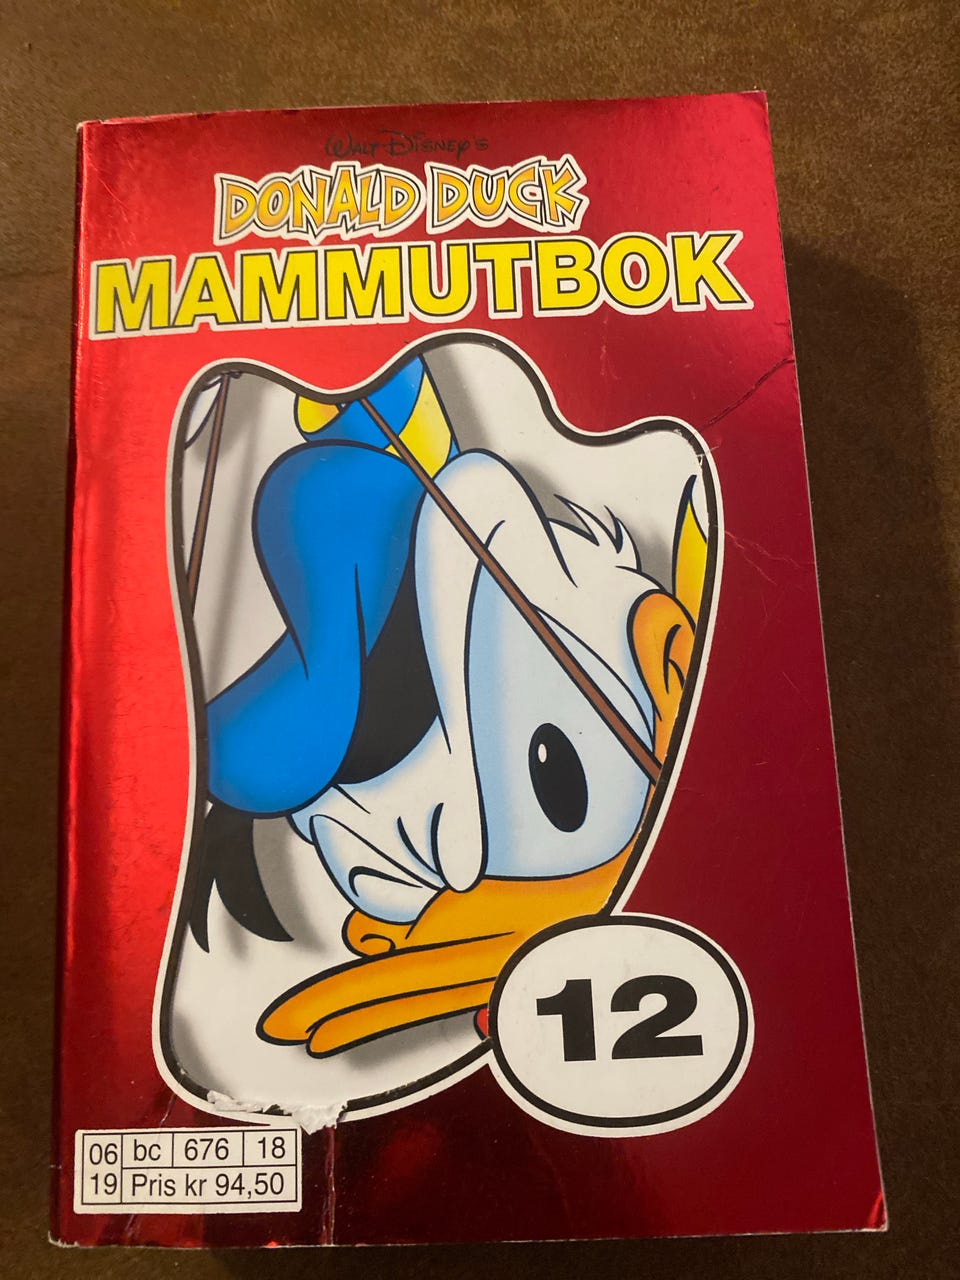 Walt Disney's
DONALD DUCK
MAMMUTBOK
12
06 bc 676 18
19 Pris kr 94,50